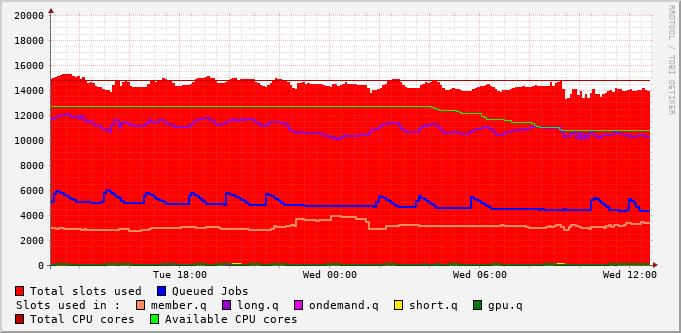 20000
18000
16000
14000
12000
10000
8000
6000
4000
2000
0
Tue 18:00 Wed 00:00 Wed 06:00 Wed 12:00
RRDTOOL / TOBI OETIKER
Total slots used Queued Jobs
Slots used in : member.q long.q ondemand.q short.q gpu.q
Total CPU cores Available CPU cores